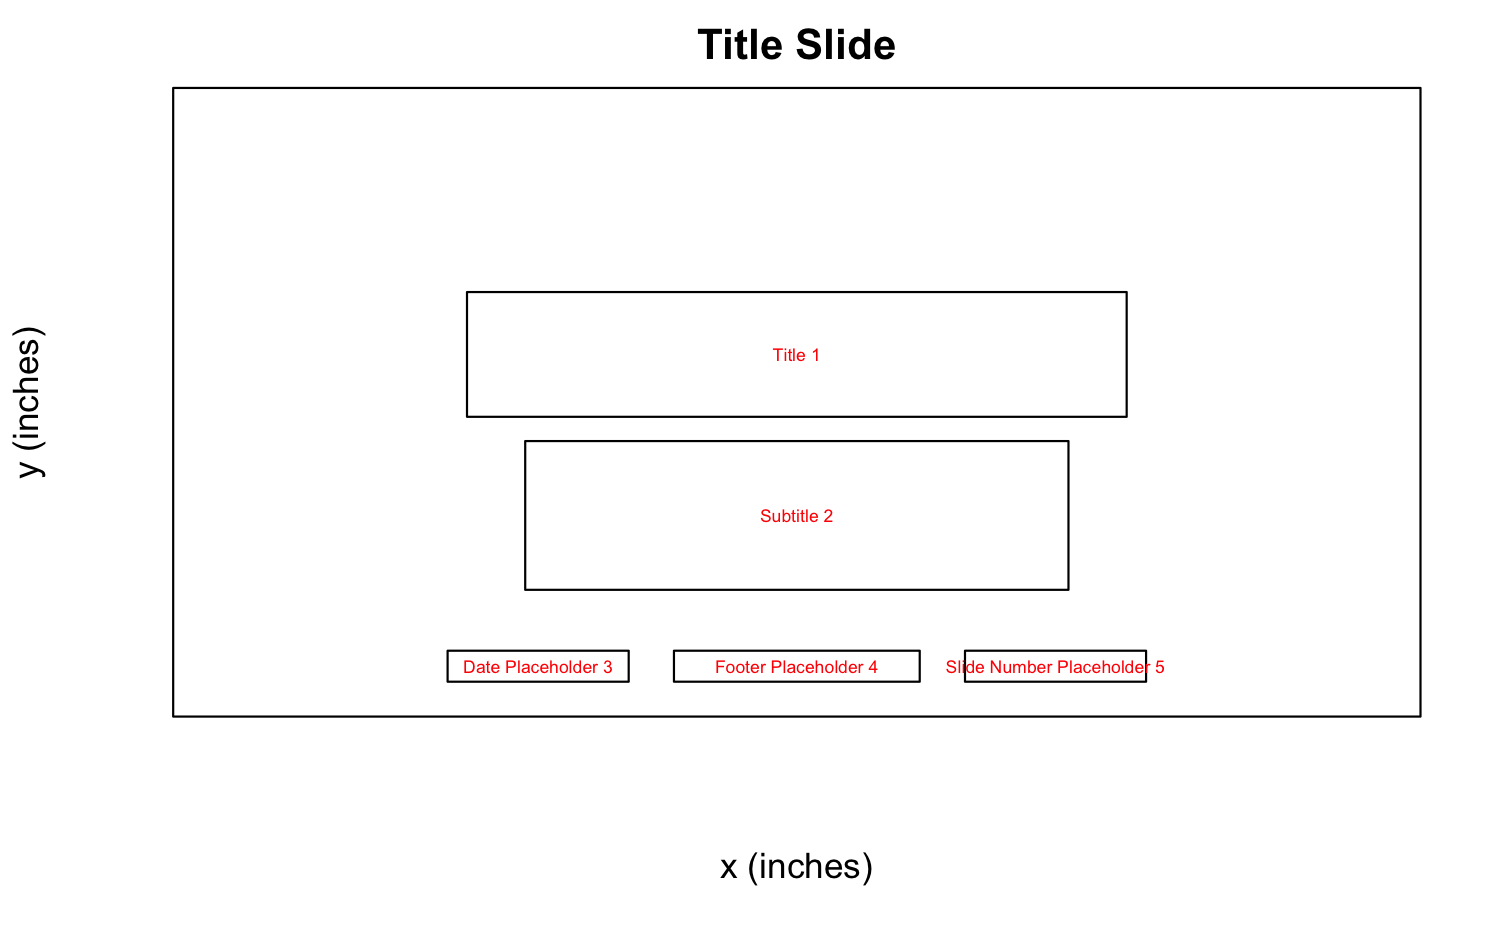 Title Slide
y (inches)
Title 1
Subtitle 2
Date Placeholder 3
Footer Placeholder 4
Slide Number Placeholder 5
x (inches)